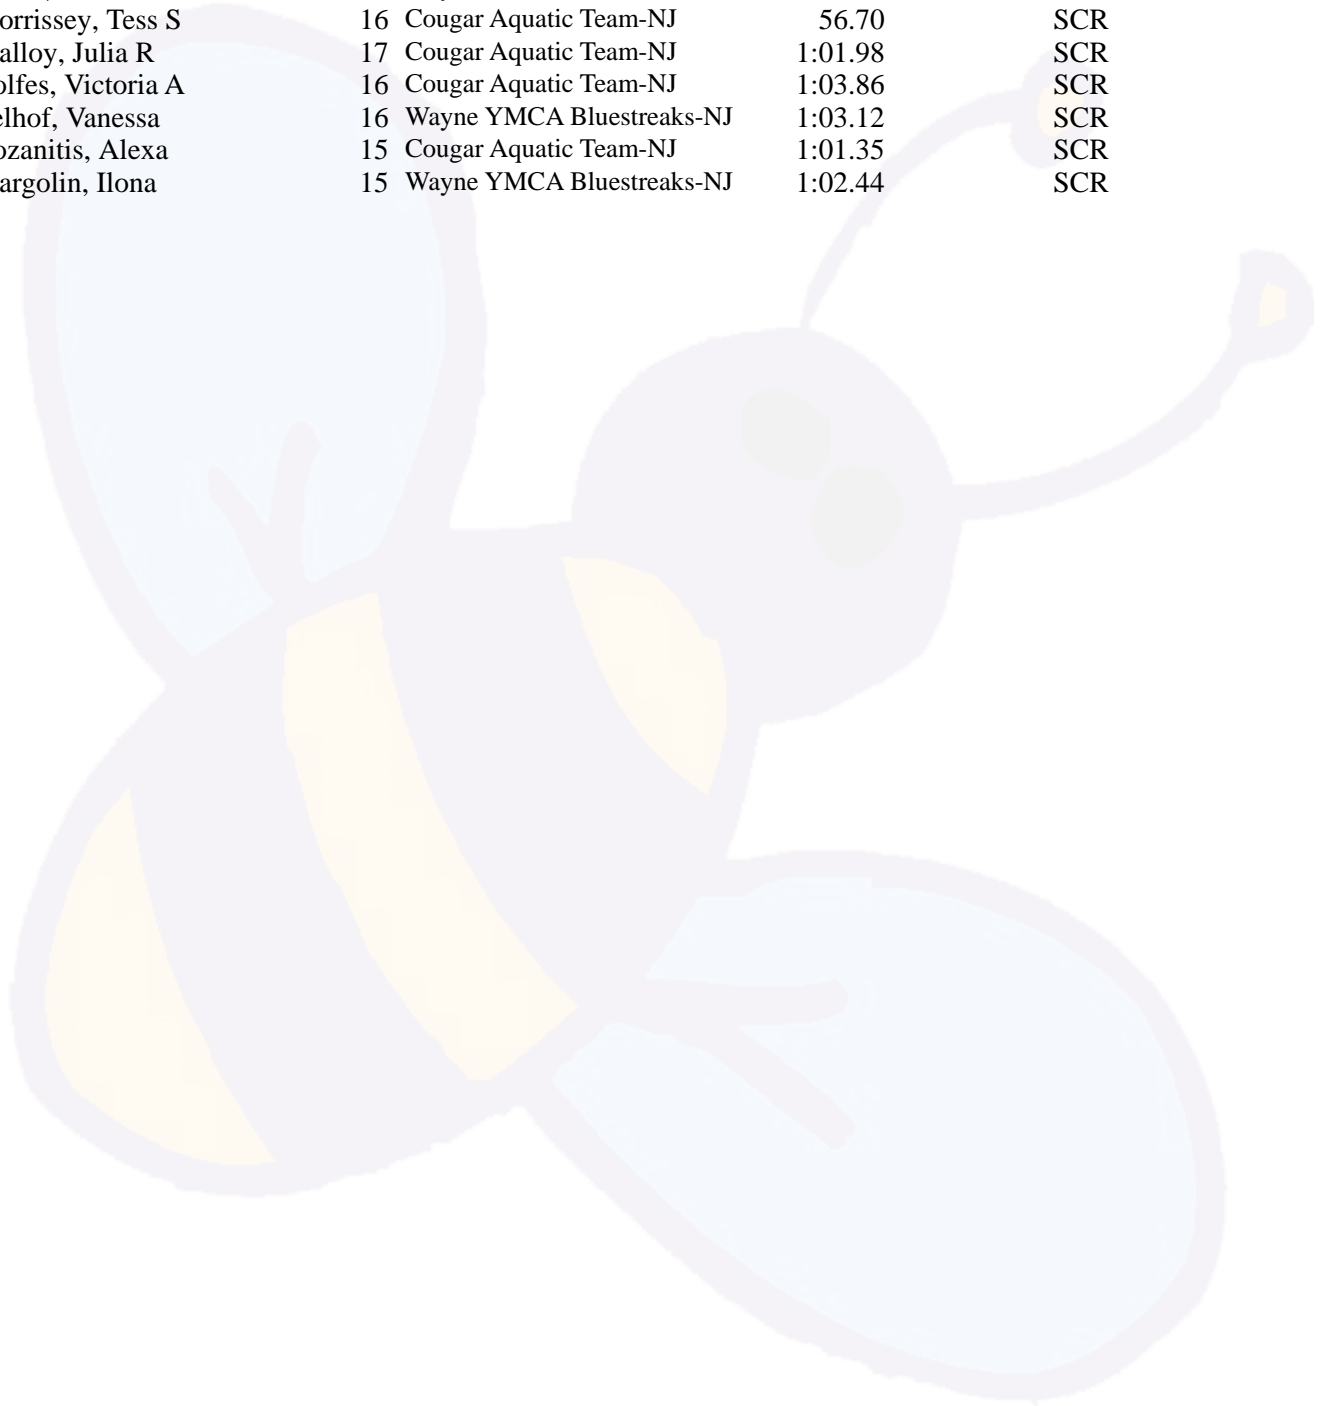 orrissey, Tess S 16 Cougar Aquatic Team-NJ 56.70 SCR
alloy, Julia R 17 Cougar Aquatic Team-NJ 1:01.98 SCR
olfes, Victoria A 16 Cougar Aquatic Team-NJ 1:03.86 SCR
elhof, Vanessa 16 Wayne YMCA Bluestreaks-NJ 1:03.12 SCR
ozanitis, Alexa 15 Cougar Aquatic Team-NJ 1:01.35 SCR
argolin, Ilona 15 Wayne YMCA Bluestreaks-NJ 1:02.44 SCR